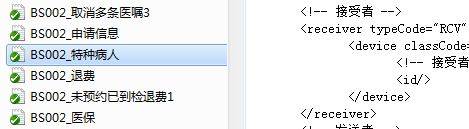 BS002_取消多条医嘱3
BS002_申请信息
BS002_特种病人
BS002_退费
BS002_未预约已到检退费1
BS002_医保
<!-- 接受者 -->
<receiver typeCode="RCV"
<device classCode=
<!-- 接受者
<id/>
</device>
</receiver>